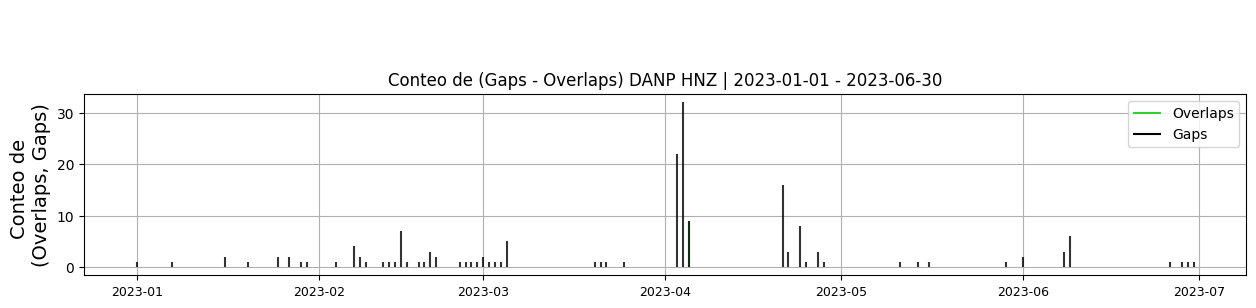 Conteo de (Gaps - Overlaps) DANP HNZ | 2023-01-01 - 2023-06-30
Conteo de
(Overlaps, Gaps)
30
20
10
0
Overlaps
Gaps
2023-01
2023-02
2023-03
2023-04
2023-05
2023-06
2023-07